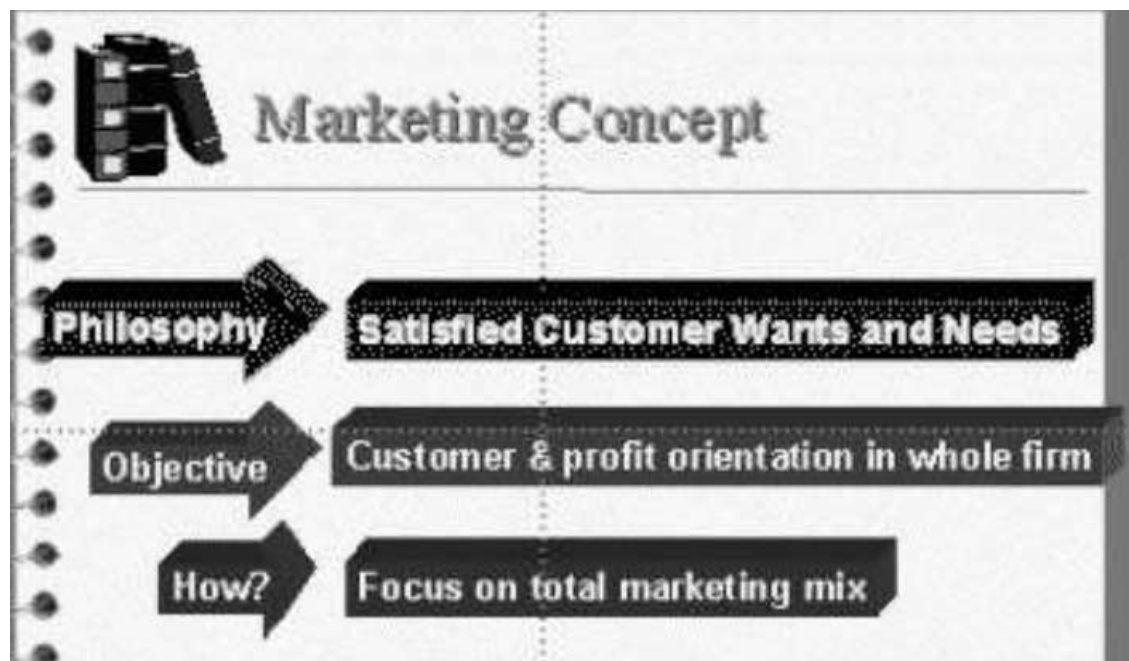 Marketing Concept
Philosophy Satisfied Customer Wants and Needs
Objective Customer & profit orientation in whole firm
How? Focus on total marketing mix